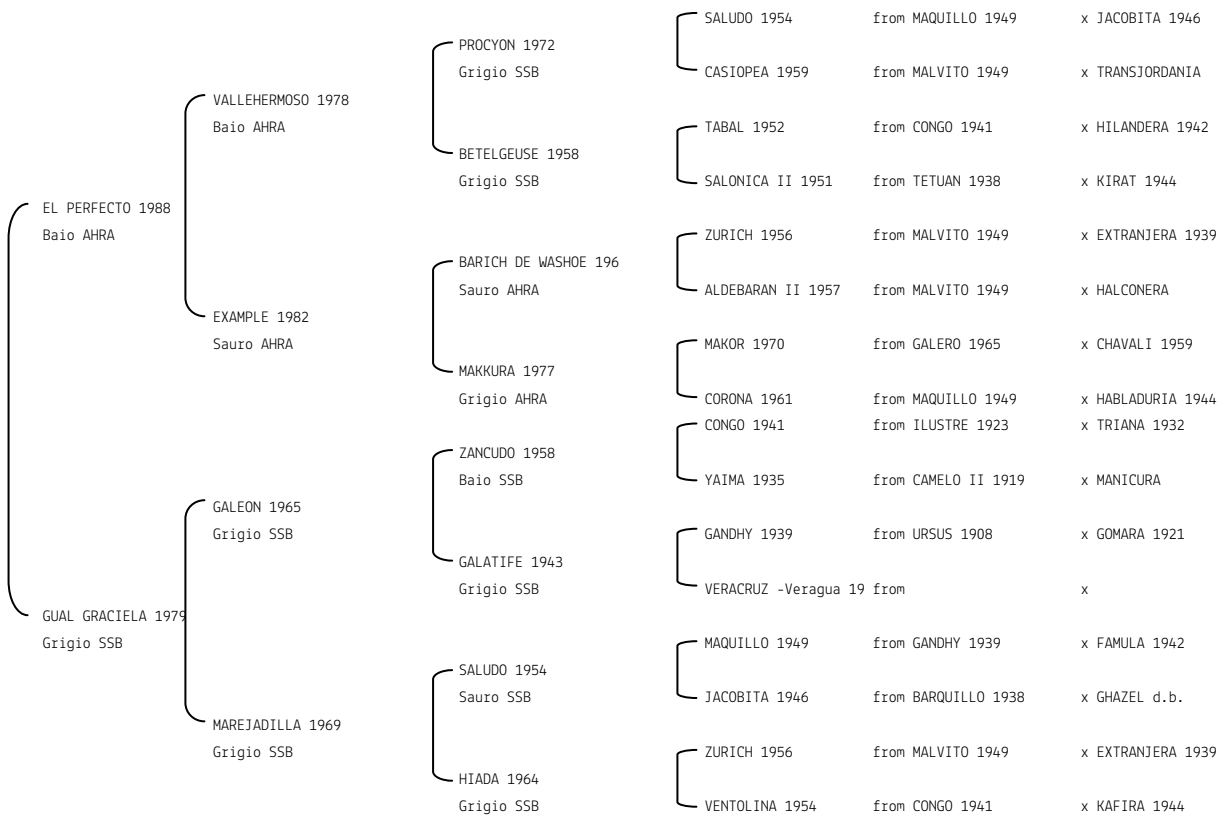 SALUDO 1954 from MAQUILLO 1949 x JACOBITA 1946
PROCYON 1972
Grigio SSB
CASIOPEA 1959 from MALVITO 1949 x TRANSJORDANIA
VALLEHERMOSO 1978
Baio AHRA
TABAL 1952 from CONGO 1941 x HILANDERA 1942
BETELGEUSE 1958
Grigio SSB
SALONICA II 1951 from TETUAN 1938 x KIRAT 1944
EL PERFECTO 1988
Baio AHRA
ZURICH 1956 from MALVITO 1949 x EXTRANJERA 1939
BARICH DE WASHOE 196
Sauro AHRA
ALDEBARAN II 1957 from MALVITO 1949 x HALCONERA
EXAMPLE 1982
Sauro AHRA
MAKOR 1970 from GALERO 1965 x CHAVALI 1959
MAKKURA 1977
Grigio AHRA
CORONA 1961 from MAQUILLO 1949 x HABLADURIA 1944
CONGO 1941 from ILUSTRE 1923 x TRIANA 1932
ZANCUDO 1958
Baio SSB
YAIMA 1935 from CAMELO II 1919 x MANICURA
GALEON 1965
Grigio SSB
GANDHY 1939 from URSUS 1908 x GOMARA 1921
GALATIFE 1943
Grigio SSB
VERACRUZ -Veragua 19 from x
GUAL GRACIELA 1979
Grigio SSB
MAQUILLO 1949 from GANDHY 1939 x FAMULA 1942
SALUDO 1954
Sauro SSB
JACOBITA 1946 from BARQUILLO 1938 x GHAZEL d.b.
MAREJADILLA 1969
Grigio SSB
ZURICH 1956 from MALVITO 1949 x EXTRANJERA 1939
HIADA 1964
Grigio SSB
VENTOLINA 1954 from CONGO 1941 x KAFIRA 1944